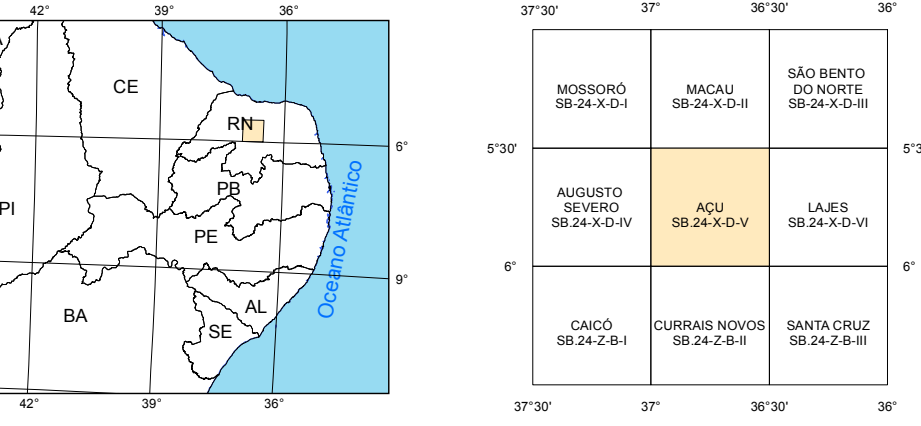 42°
39°
36°
CE
RN
6°
PB
PI
PE
Oceano Atlântico
9°
AL
BA
SE
42°
39°
36°
37°30'
37°
36°30'
36°
MOSSORÓ
SB-24-X-D-I
MACAU
SB-24-X-D-II
SÃO BENTO
DO NORTE
SB-24-X-D-III
5°30'
AUGUSTO
SEVERO
SB.24-X-D-IV
AÇU
SB.24-X-D-V
LAJES
SB.24-X-D-VI
6°
6°
CAICÓ
SB.24-Z-B-I
CURRAIS NOVOS
SB.24-Z-B-II
SANTA CRUZ
SB.24-Z-B-III
37°30'
37°
36°30'
36°